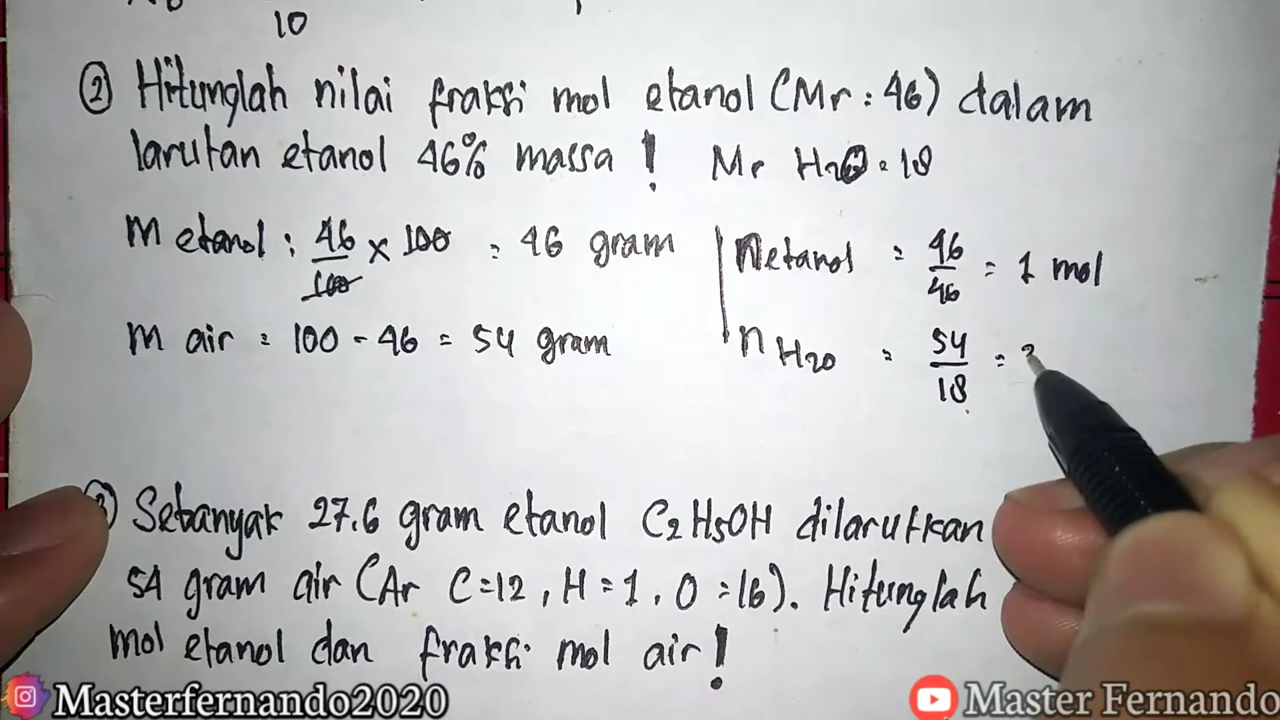 10
② Hitunglah nilai fraksi mol etanol (Mr : 46) dalam
larutan etanol 46% massa ! Mr H2O = 18
m etanol : 46/100 × 100 = 46 gram
n etanol = 46/46 = 1 mol
m air = 100 - 46 = 54 gram
n H2O = 54/18 =
③ Sebanyak 27.6 gram etanol C2H5OH dilarutkan
54 gram air (Ar C=12, H=1, O=16). Hitunglah
mol etanol dan fraksi mol air !
Masterfernando2020
Master Fernando